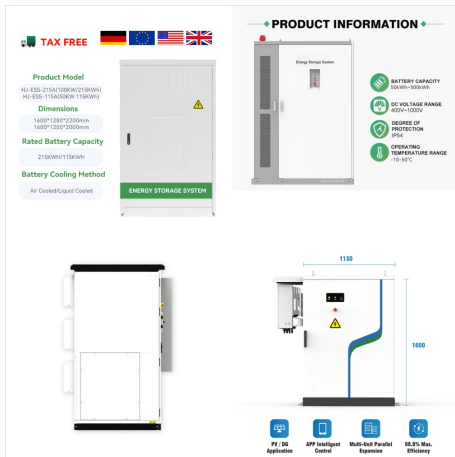 TAX FREE
Product Model
HJ-ESS-215A(100KW/215KWh)
HJ-ESS-115A(50KW 115KWh)
Dimensions
1600*1280*2200mm
1600*1200*2000mm
Rated Battery Capacity
215KWH/115KWH
Battery Cooling Method
Air Cooled/Liquid Cooled
ENERGY STORAGE SYSTEM
PRODUCT INFORMATION
Energy Storage System
BATTERY CAPACITY
50kWh~500kWh
DC VOLTAGE RANGE
400V~1000V
DEGREE OF
PROTECTION
IP54
OPERATING
TEMPERATURE RANGE
-10~50°C
1130
1600
PV / DG
Application
APP Intelligent
Control
Multi-Unit Parallel
Expansion
98.8% Max.
Efficiency